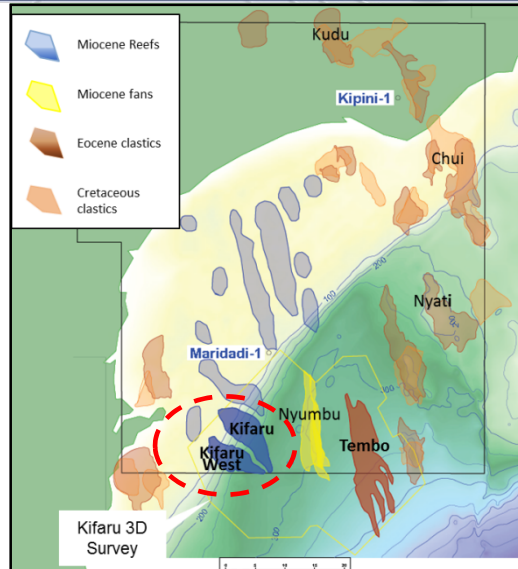 Miocene Reefs
Miocene fans
Eocene clastics
Cretaceous
clastics
Kudu
Kipini-1
Chui
200
100
Nyati
Maridadi-1
Nyumbu
Kifaru
Tembo
Kifaru
West
200
Kifaru 3D
Survey